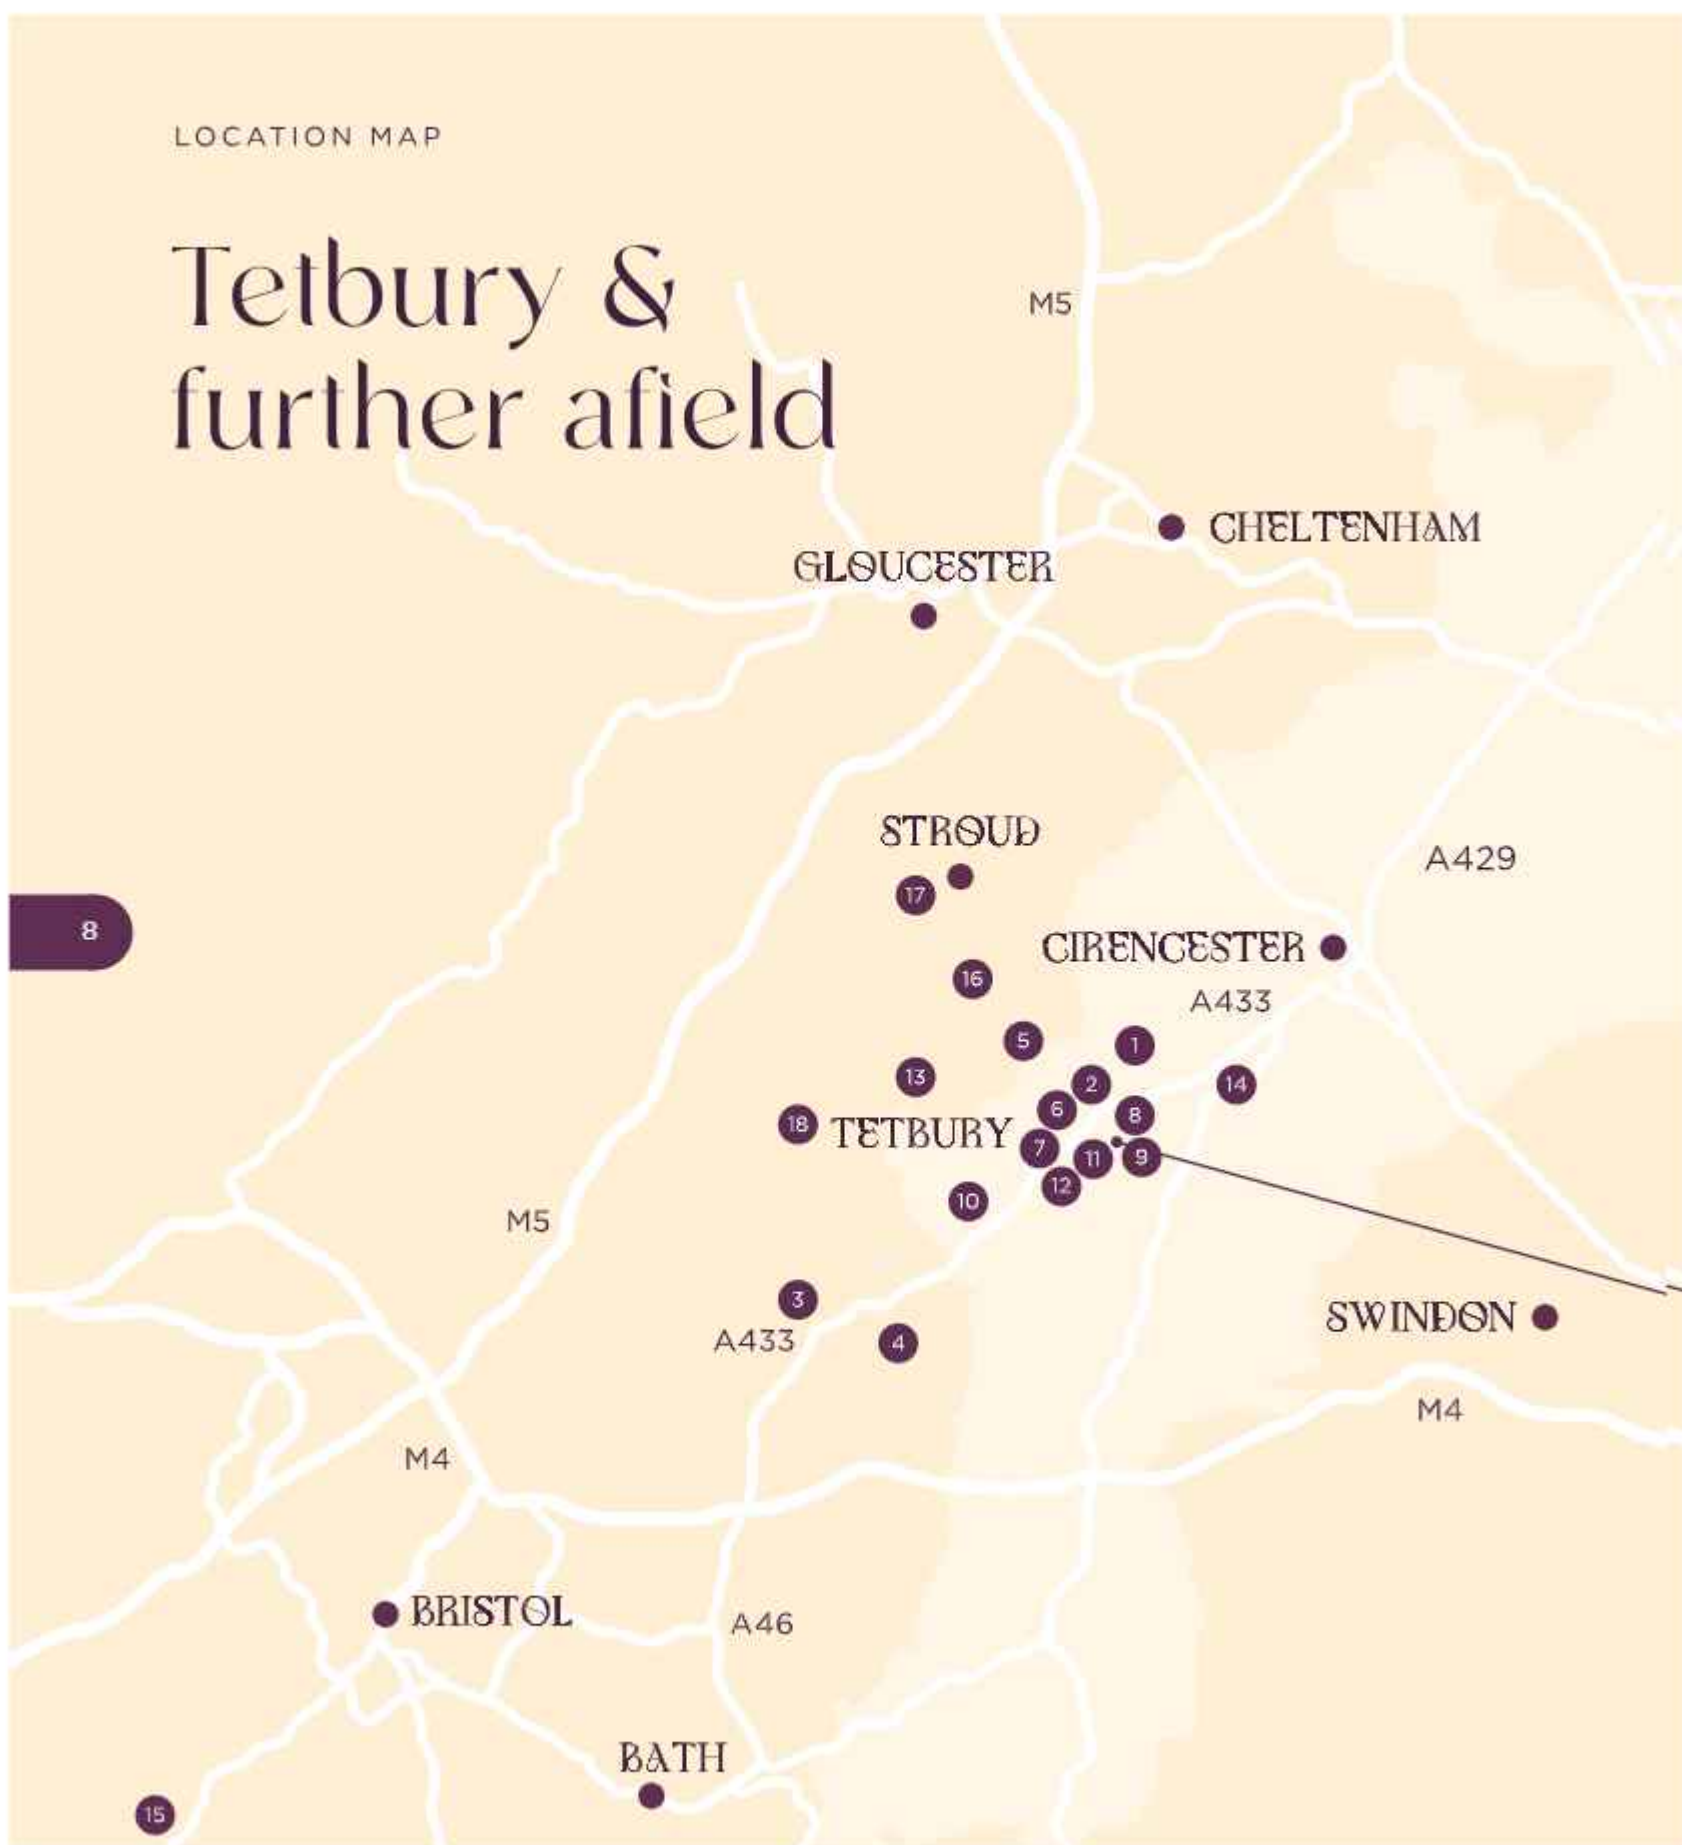 LOCATION MAP
Tetbury &
further afield
M5
CHELTENHAM
GLOUCESTER
STROUD
A429
17
8
CIRENCESTER
16
A433
5
1
13
2
14
6
8
18
TETBURY
7
11
9
12
10
M5
3
SWINDON
A433
4
M4
M4
BRISTOL
A46
BATH
15